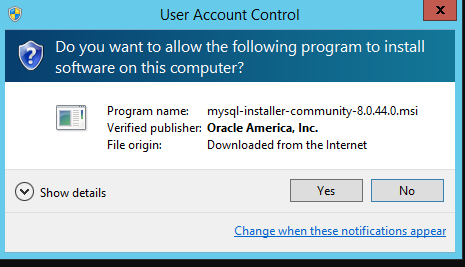 User Account Control
x
Do you want to allow the following program to install
software on this computer?
Program name: mysql-installer-community-8.0.44.0.msi
Verified publisher: Oracle America, Inc.
File origin: Downloaded from the Internet
Show details
Yes
No
Change when these notifications appear